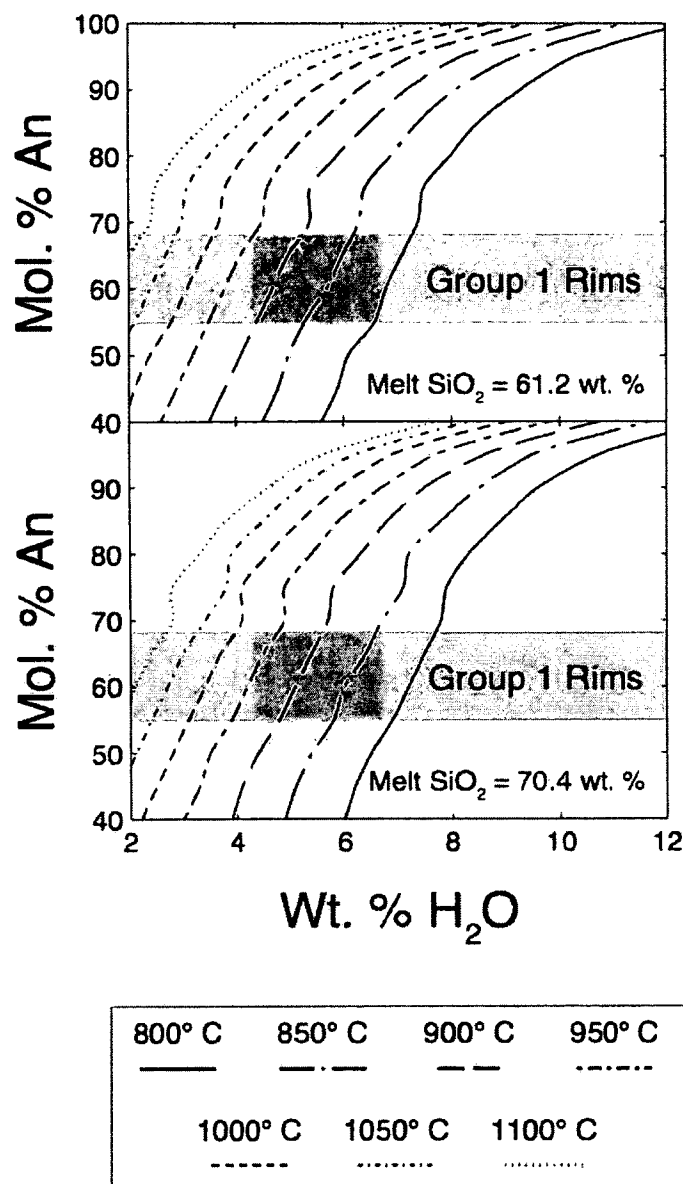 100
90
80
70
60
50
40
Mol. % An
Group 1 Rims
Melt SiO₂ = 61.2 wt. %
90
80
70
60
50
40
Mol. % An
Group 1 Rims
Melt SiO₂ = 70.4 wt. %
2 4 6 8 10 12
Wt. % H₂O
800° C 850° C 900° C 950° C
1000° C 1050° C 1100° C